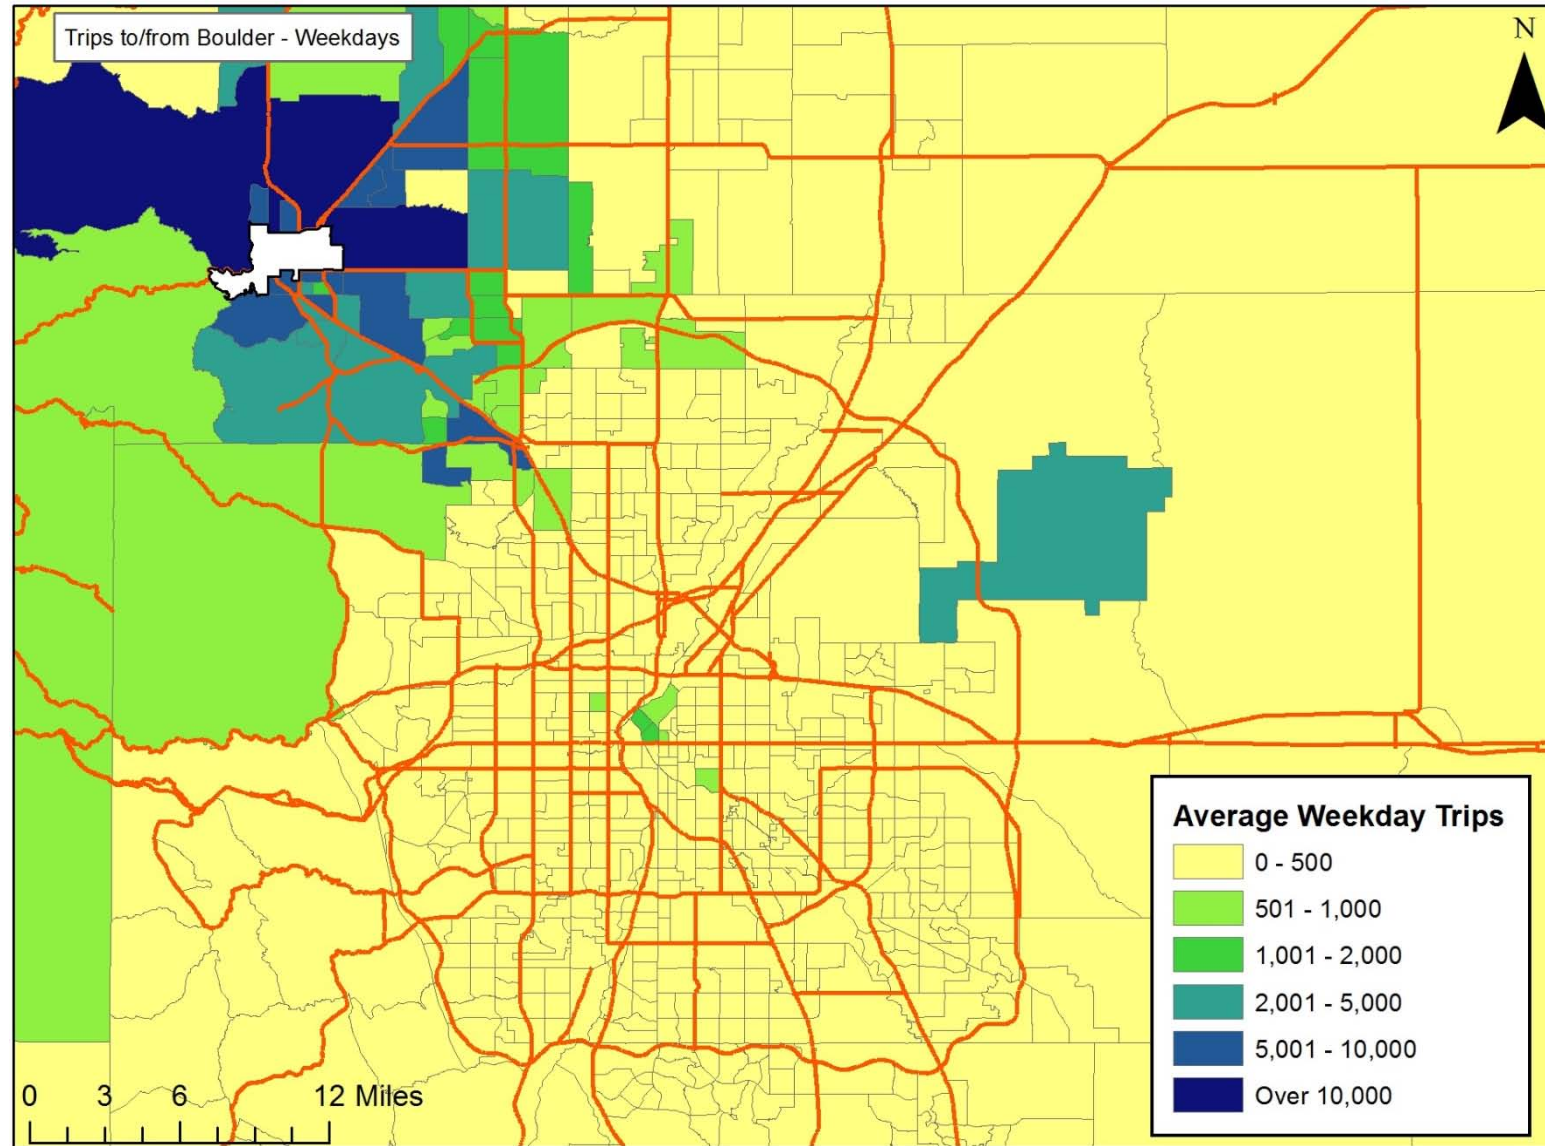 Trips to/from Boulder - Weekdays
N
Average Weekday Trips
0 - 500
501 - 1,000
1,001 - 2,000
2,001 - 5,000
5,001 - 10,000
Over 10,000
0 3 6 12 Miles